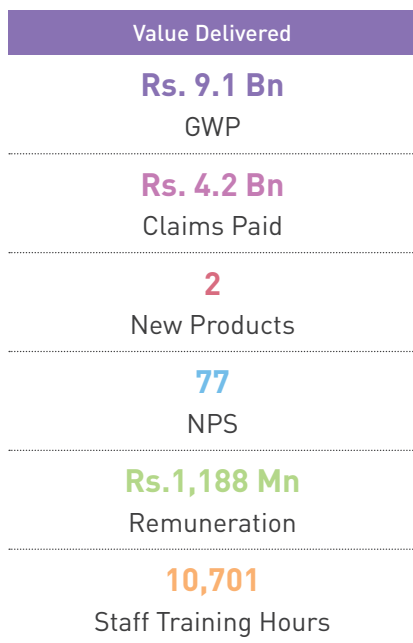 Value Delivered
Rs. 9.1 Bn
GWP
Rs. 4.2 Bn
Claims Paid
2
New Products
77
NPS
Rs.1,188 Mn
Remuneration
10,701
Staff Training Hours